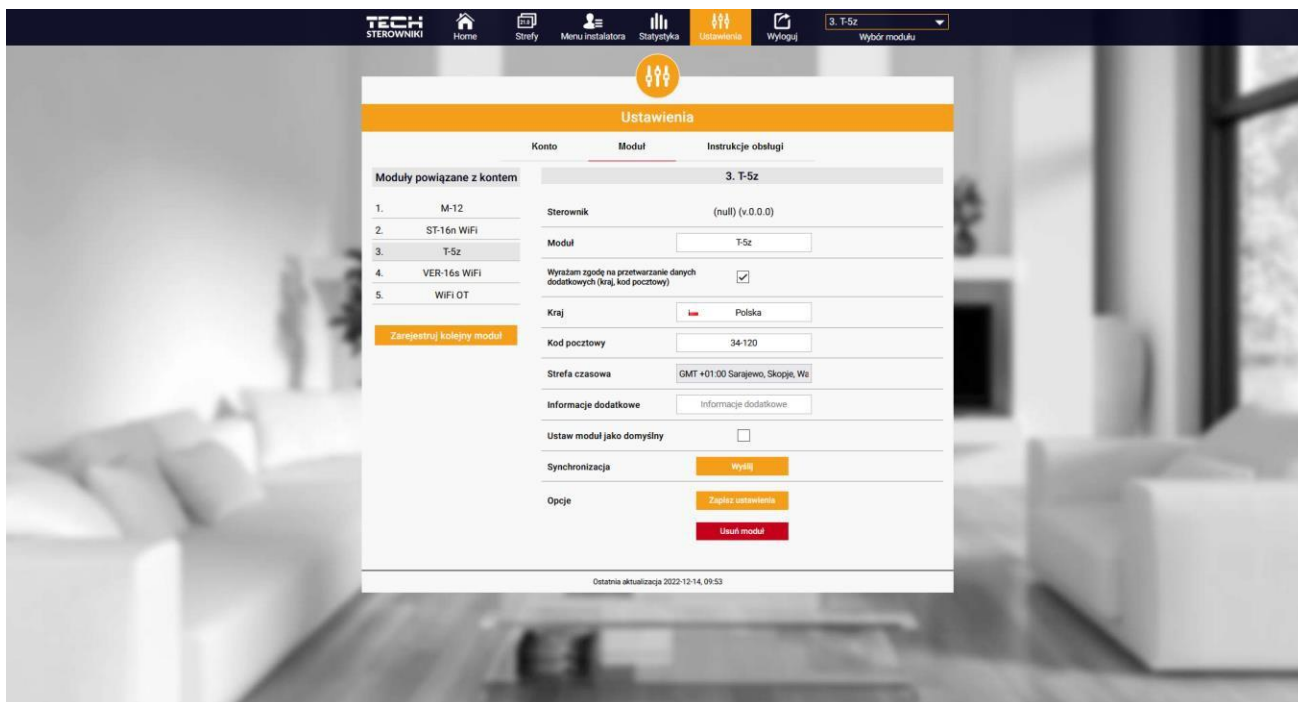 TECH
STEROWNIKI
Home
Strefy
Menu instalatora
Statystyka
Ustawienia
Wyloguj
3. T-5z
Wybór modułu
Ustawienia
Konto
Moduł
Instrukcje obsługi
Moduły powiązane z kontem
1. M-12
2. ST-16n WiFi
3. T-5z
4. VER-16s WiFi
5. WiFi OT
Zarejestruj kolejny moduł
3. T-5z
Sterownik (null) (v.0.0.0)
Moduł T-5z
Wyrażam zgodę na przetwarzanie danych
dodatkowych (kraj, kod pocztowy)
Kraj Polska
Kod pocztowy 34-120
Strefa czasowa GMT +01:00 Sarajewo, Skopje, Wa
Informacje dodatkowe Informacje dodatkowe
Ustaw moduł jako domyślny
Synchronizacja Wyślij
Opcje Zapisz ustawienia
Usuń moduł
Ostatnia aktualizacja 2022-12-14, 09:53